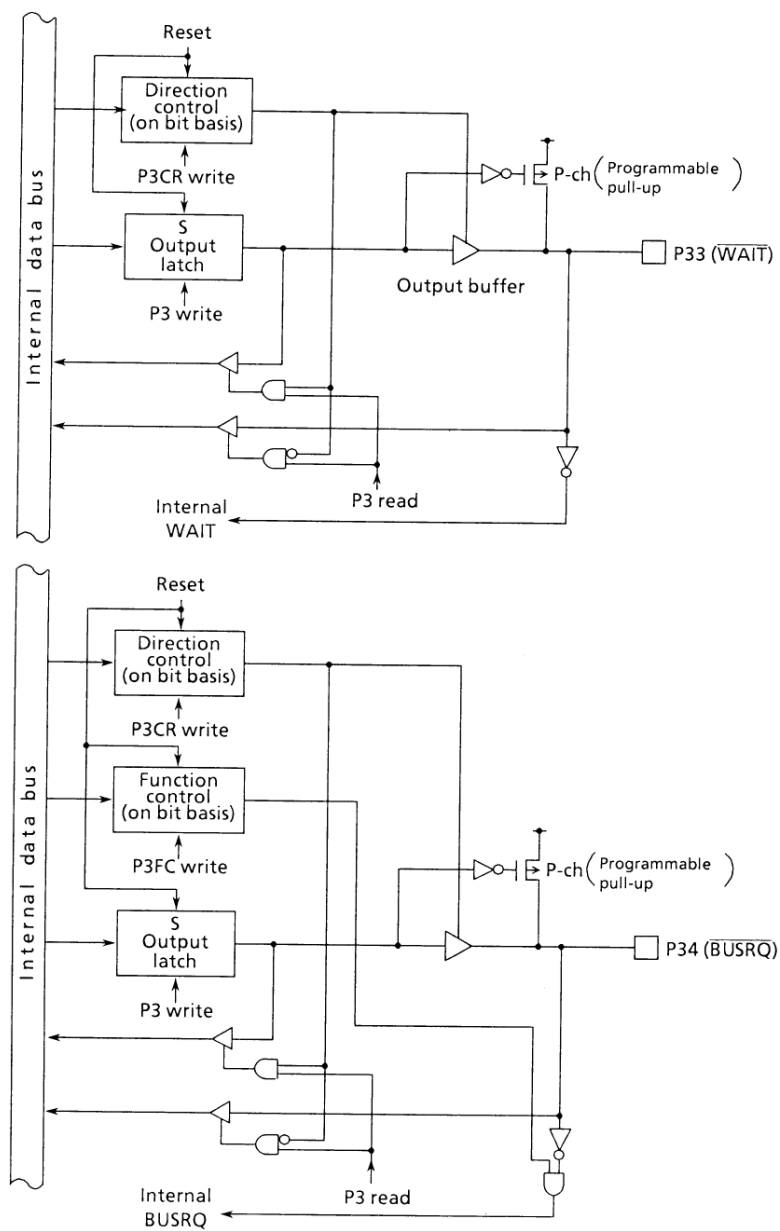 Reset
Internal data bus
Direction
control
(on bit basis)
P3CR write
P-ch (Programmable
pull-up)
S
Output
latch
P33 (W̅A̅I̅T̅)
Output buffer
P3 write
P3 read
Internal
WAIT
Reset
Internal data bus
Direction
control
(on bit basis)
P3CR write
Function
control
(on bit basis)
P3FC write
P-ch (Programmable
pull-up)
S
Output
latch
P34 (B̅U̅S̅R̅Q̅)
P3 write
P3 read
Internal
BUSRQ